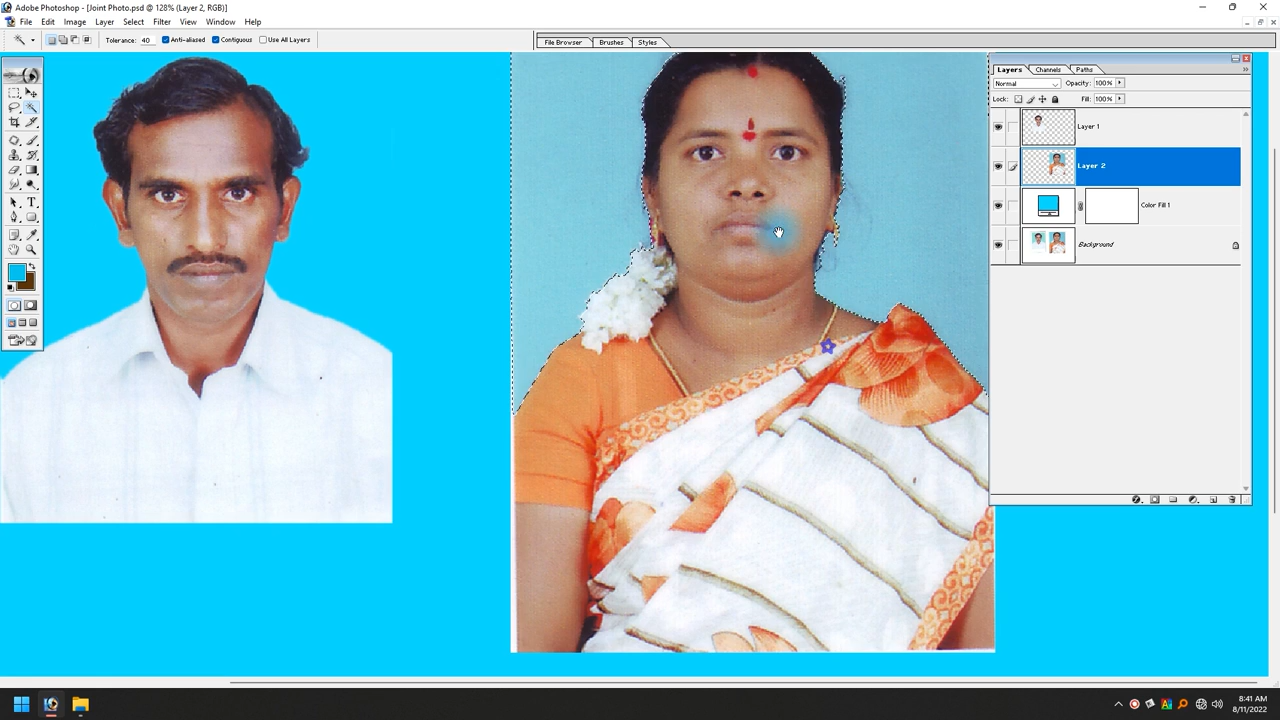 Adobe Photoshop - [Joint Photo.psd @ 128% (Layer 2, RGB)]
File Edit Image Layer Select Filter View Window Help
Tolerance: 40 Anti-aliased Contiguous Use All Layers
File Browser Brushes Styles
Layers Channels Paths
Normal Opacity: 100%
Lock: Fill: 100%
Layer 1
Layer 2
Color Fill 1
Background
8:41 AM
8/11/2022